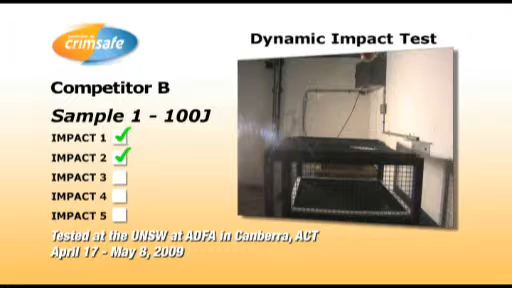 crimsafe
Dynamic Impact Test
Competitor B
Sample 1 - 100J
IMPACT 1
IMPACT 2
IMPACT 3
IMPACT 4
IMPACT 5
Tested at the UNSW at ADFA in Canberra, ACT
April 17 - May 8, 2009